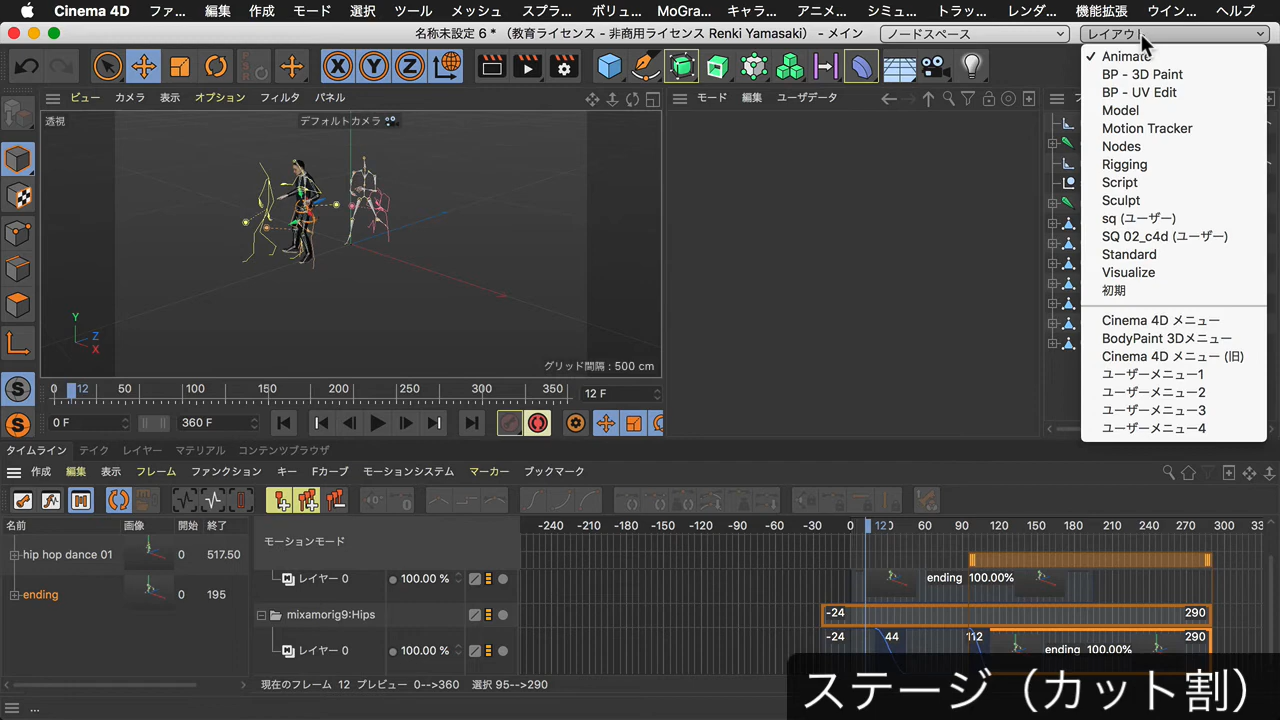 Cinema 4D ファ... 編集 作成 モード 選択 ツール メッシュ スプラ... ボリュ... MoGra... キャラ... アニメ... シミュ... トラッ... レンダ... 機能拡張 ウイン... ヘルプ
名称未設定 6 * （教育ライセンス - 非商用ライセンス Renki Yamasaki） - メイン
ノードスペース
レイアウト
PSR
X Y Z
Animate
BP - 3D Paint
BP - UV Edit
Model
Motion Tracker
Nodes
Rigging
Script
Sculpt
sq (ユーザー)
SQ 02_c4d (ユーザー)
Standard
Visualize
初期
Cinema 4D メニュー
BodyPaint 3Dメニュー
Cinema 4D メニュー (旧)
ユーザーメニュー1
ユーザーメニュー2
ユーザーメニュー3
ユーザーメニュー4
ビュー カメラ 表示 オプション フィルタ パネル
モード 編集 ユーザデータ
透視
デフォルトカメラ
Y
Z
X
グリッド間隔 : 500 cm
0 12 50 100 150 200 250 300 350
12 F
0 F
360 F
タイムライン テイク レイヤー マテリアル コンテンツブラウザ
作成 編集 表示 フレーム ファンクション キー Fカーブ モーションシステム マーカー ブックマーク
名前 画像 開始 終了
hip hop dance 01 0 517.50
ending 0 195
モーションモード
レイヤー 0 100.00 %
mixamorig9:Hips
レイヤー 0 100.00 %
-240 -210 -180 -150 -120 -90 -60 -30 0 12 60 90 120 150 180 210 240 270 300
ending 100.00%
-24 290
-24 44 112 290
ending 100.00%
現在のフレーム 12 プレビュー 0-->360 選択 95-->290
...
ステージ（カット割）